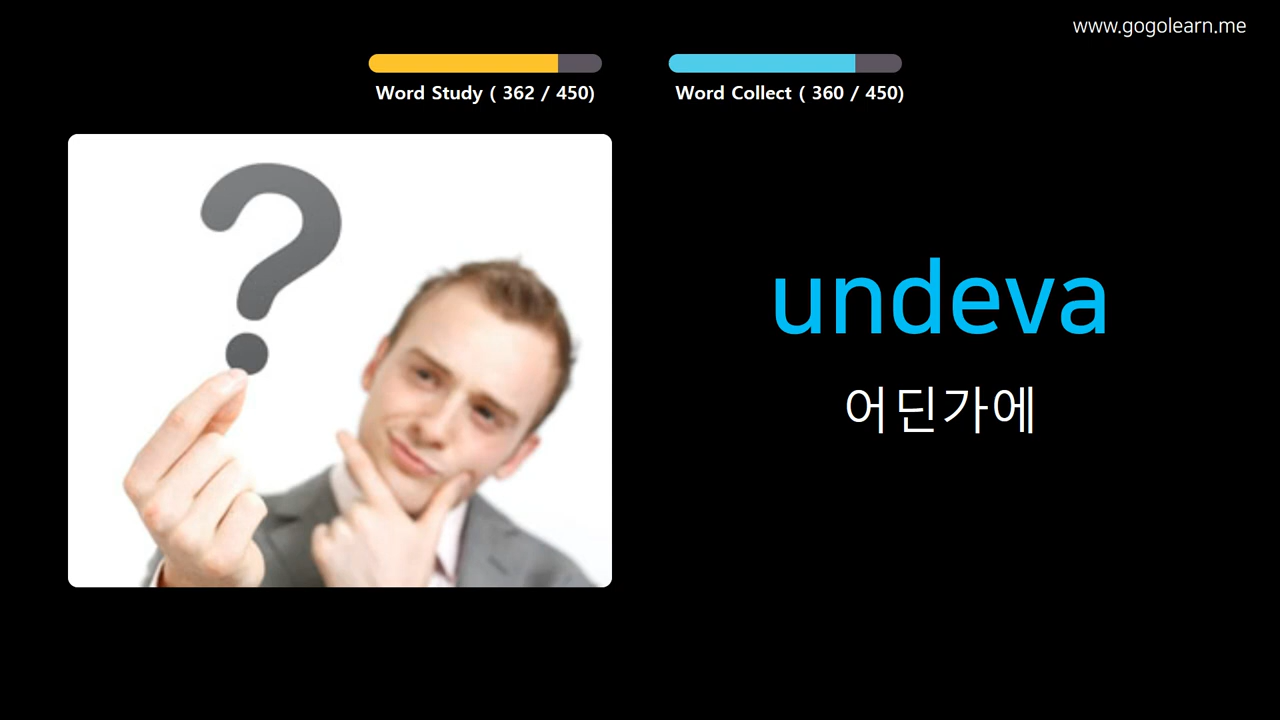 www.gogolearn.me
Word Study ( 362 / 450)
Word Collect ( 360 / 450)
?
undeva
어딘가에